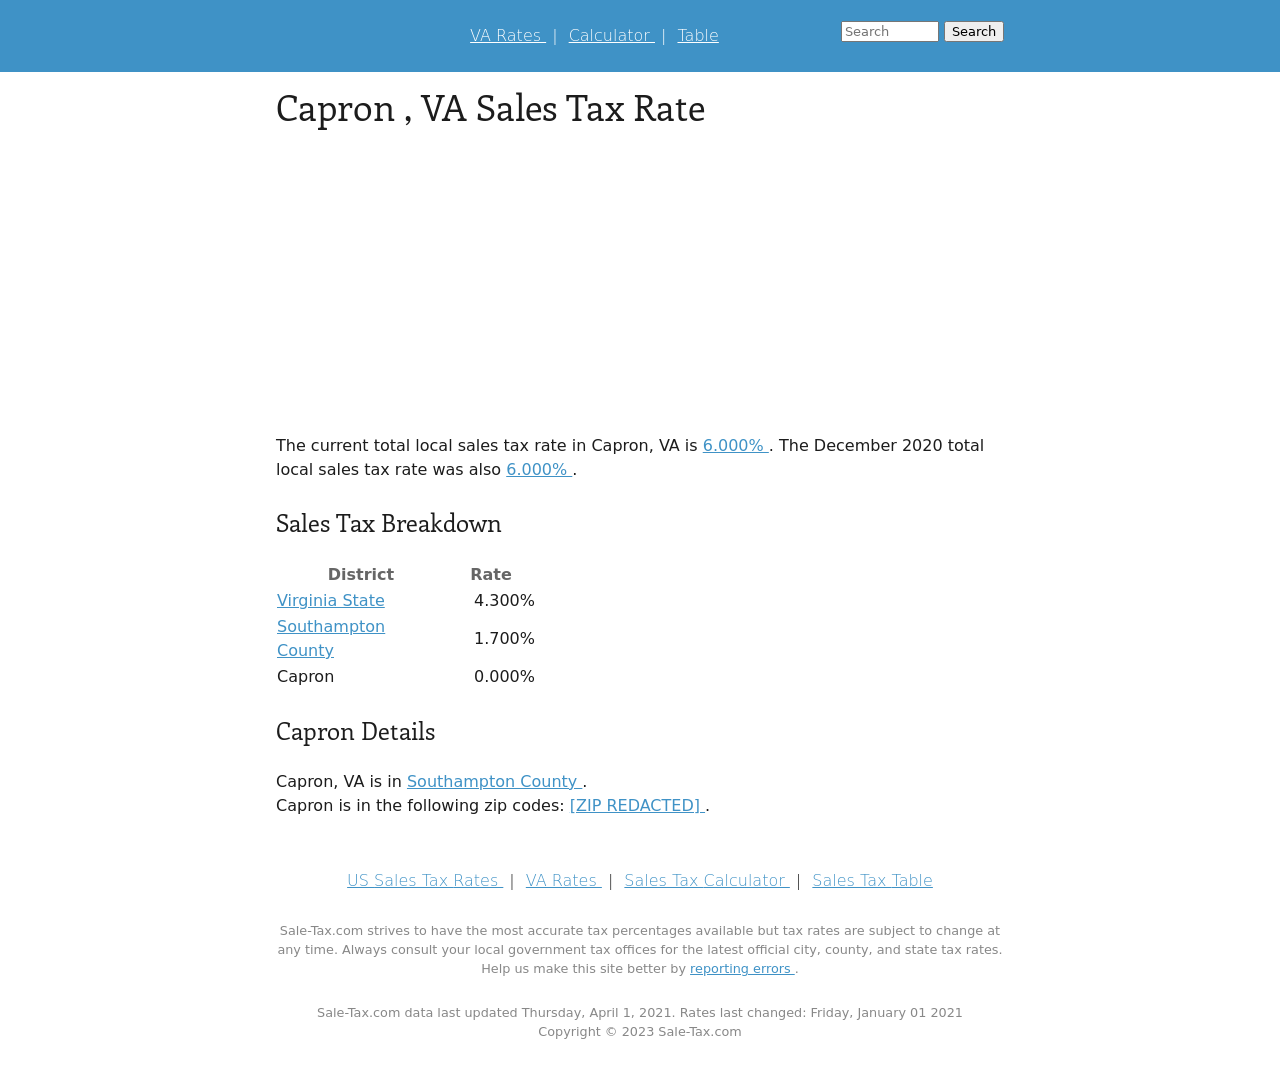 VA Rates | Calculator | Table
Search Search
Capron , VA Sales Tax Rate
The current total local sales tax rate in Capron, VA is 6.000% . The December 2020 total
local sales tax rate was also 6.000% .
Sales Tax Breakdown
District Rate
Virginia State 4.300%
Southampton
County 1.700%
Capron 0.000%
Capron Details
Capron, VA is in Southampton County .
Capron is in the following zip codes: [ZIP REDACTED] .
US Sales Tax Rates | VA Rates | Sales Tax Calculator | Sales Tax Table
Sale-Tax.com strives to have the most accurate tax percentages available but tax rates are subject to change at
any time. Always consult your local government tax offices for the latest official city, county, and state tax rates.
Help us make this site better by reporting errors .
Sale-Tax.com data last updated Thursday, April 1, 2021. Rates last changed: Friday, January 01 2021
Copyright © 2023 Sale-Tax.com